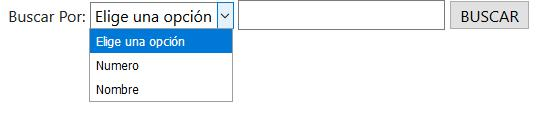 Buscar Por: Elige una opción BUSCAR
Elige una opción
Numero
Nombre